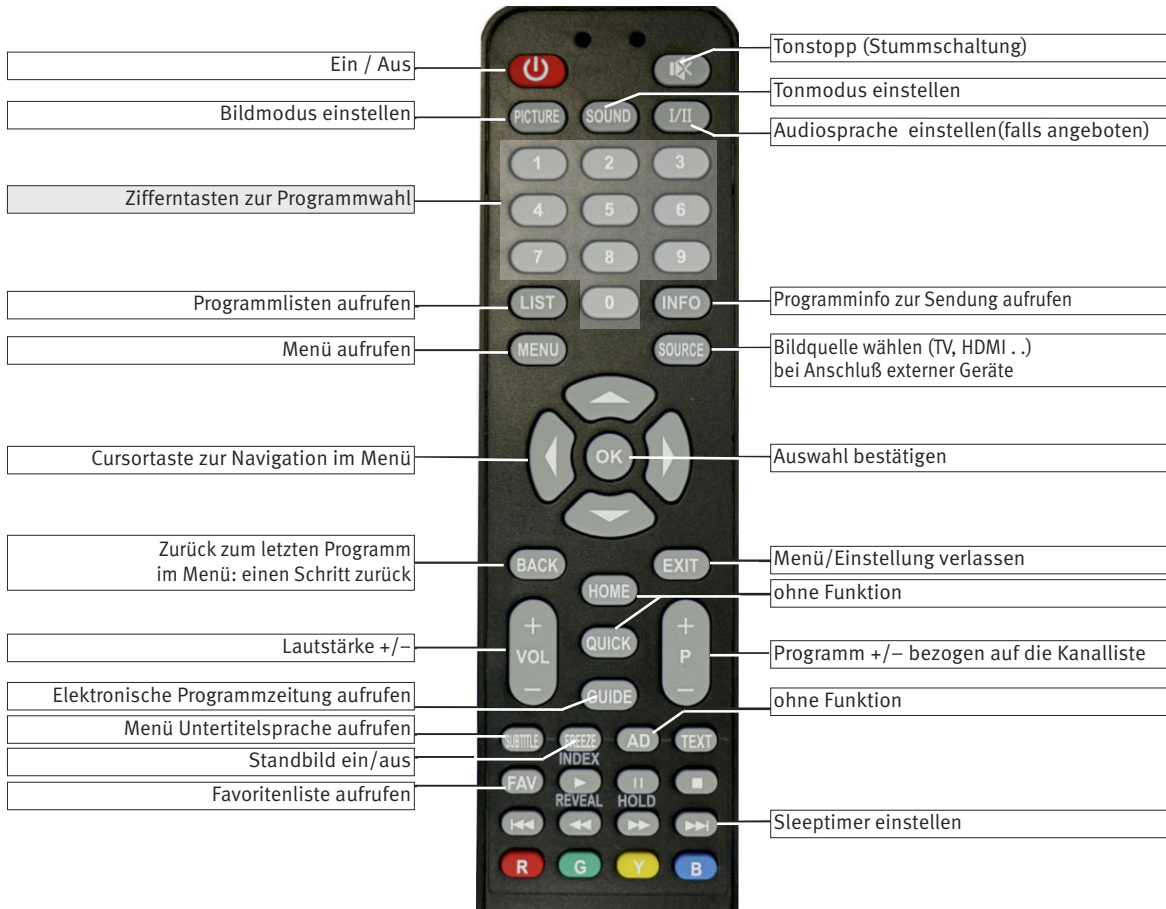 Ein / Aus
Bildmodus einstellen
Zifferntasten zur Programmwahl
Programmlisten aufrufen
Menü aufrufen
Cursortaste zur Navigation im Menü
Zurück zum letzten Programm
im Menü: einen Schritt zurück
Lautstärke +/–
Elektronische Programmzeitung aufrufen
Menü Untertitelsprache aufrufen
Standbild ein/aus
Favoritenliste aufrufen
PICTURE SOUND I/II
1 2 3
4 5 6
7 8 9
LIST 0 INFO
MENU SOURCE
OK
BACK EXIT
HOME
+ +
VOL QUICK P
– –
GUIDE
SUBTITLE FREEZE AD TEXT
INDEX
FAV
REVEAL HOLD
R G Y B
Tonstopp (Stummschaltung)
Tonmodus einstellen
Audiosprache einstellen(falls angeboten)
Programminfo zur Sendung aufrufen
Bildquelle wählen (TV, HDMI . .)
bei Anschluß externer Geräte
Auswahl bestätigen
Menü/Einstellung verlassen
ohne Funktion
Programm +/– bezogen auf die Kanalliste
ohne Funktion
Sleeptimer einstellen